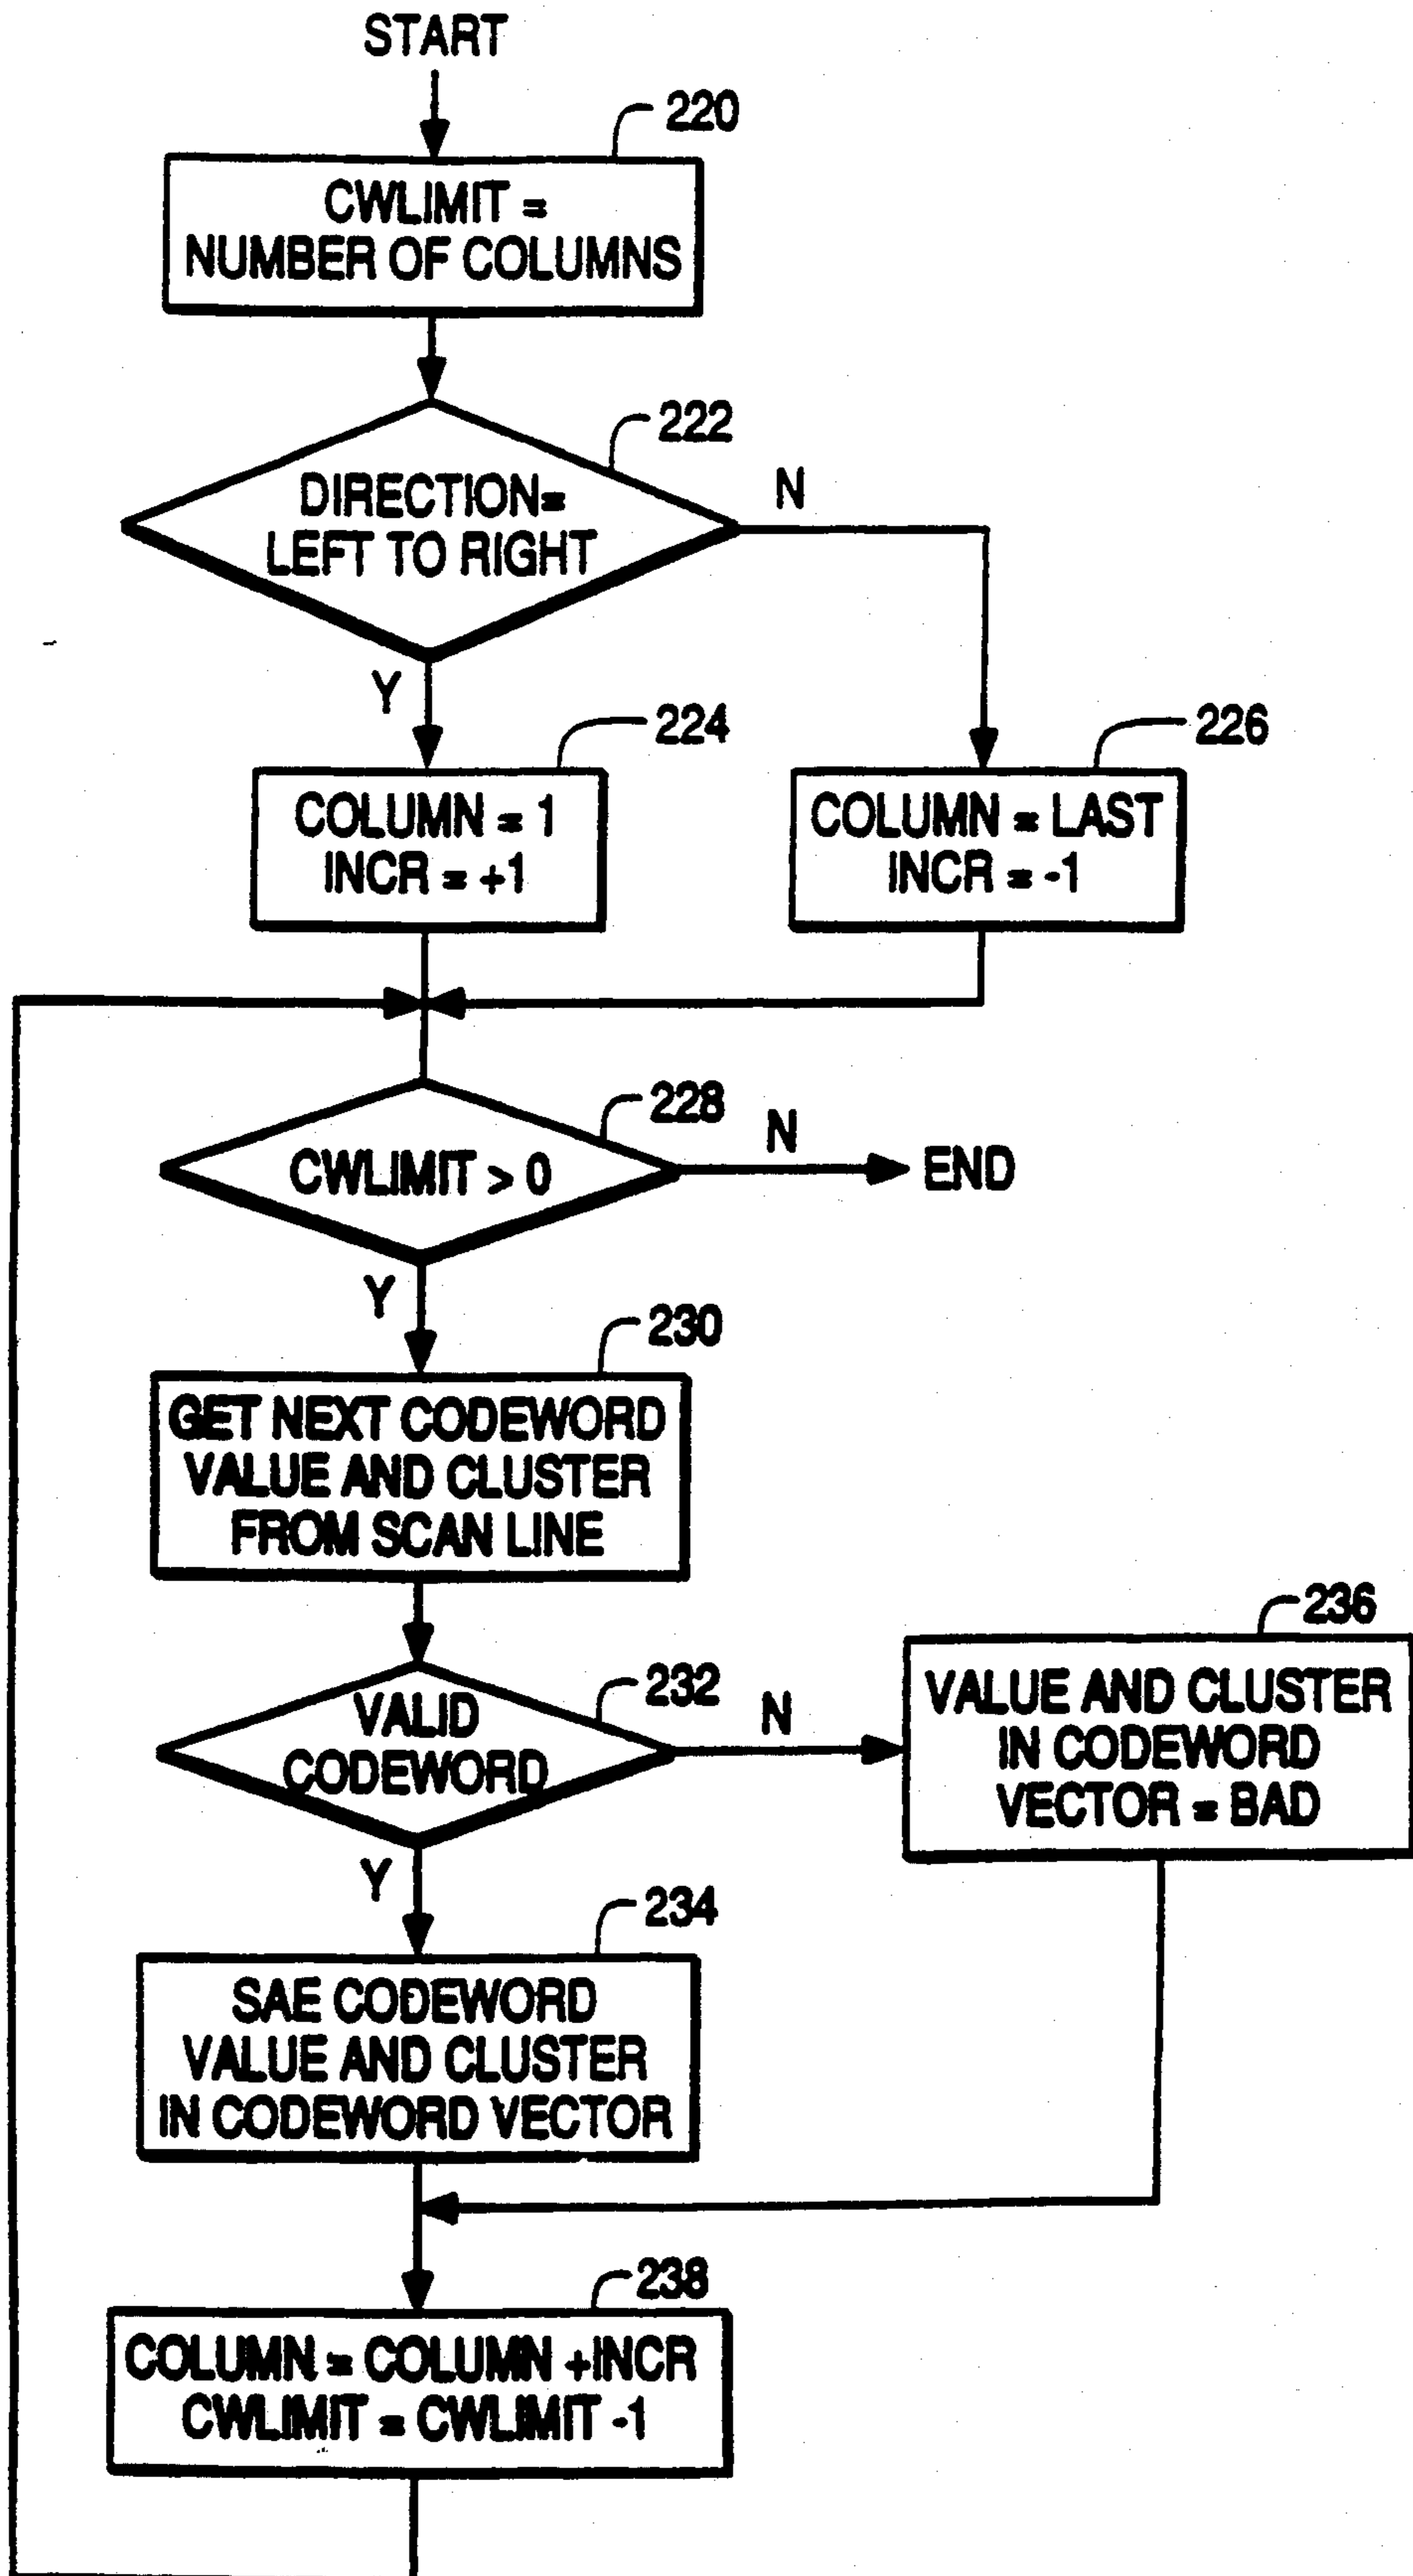 START
220
CWLIMIT =
NUMBER OF COLUMNS
222
DIRECTION=
LEFT TO RIGHT
N
Y
224
COLUMN = 1
INCR = +1
226
COLUMN = LAST
INCR = -1
228
CWLIMIT > 0
N
END
Y
230
GET NEXT CODEWORD
VALUE AND CLUSTER
FROM SCAN LINE
232
VALID
CODEWORD
N
236
VALUE AND CLUSTER
IN CODEWORD
VECTOR = BAD
Y
234
SAE CODEWORD
VALUE AND CLUSTER
IN CODEWORD VECTOR
238
COLUMN = COLUMN +INCR
CWLIMIT = CWLIMIT -1